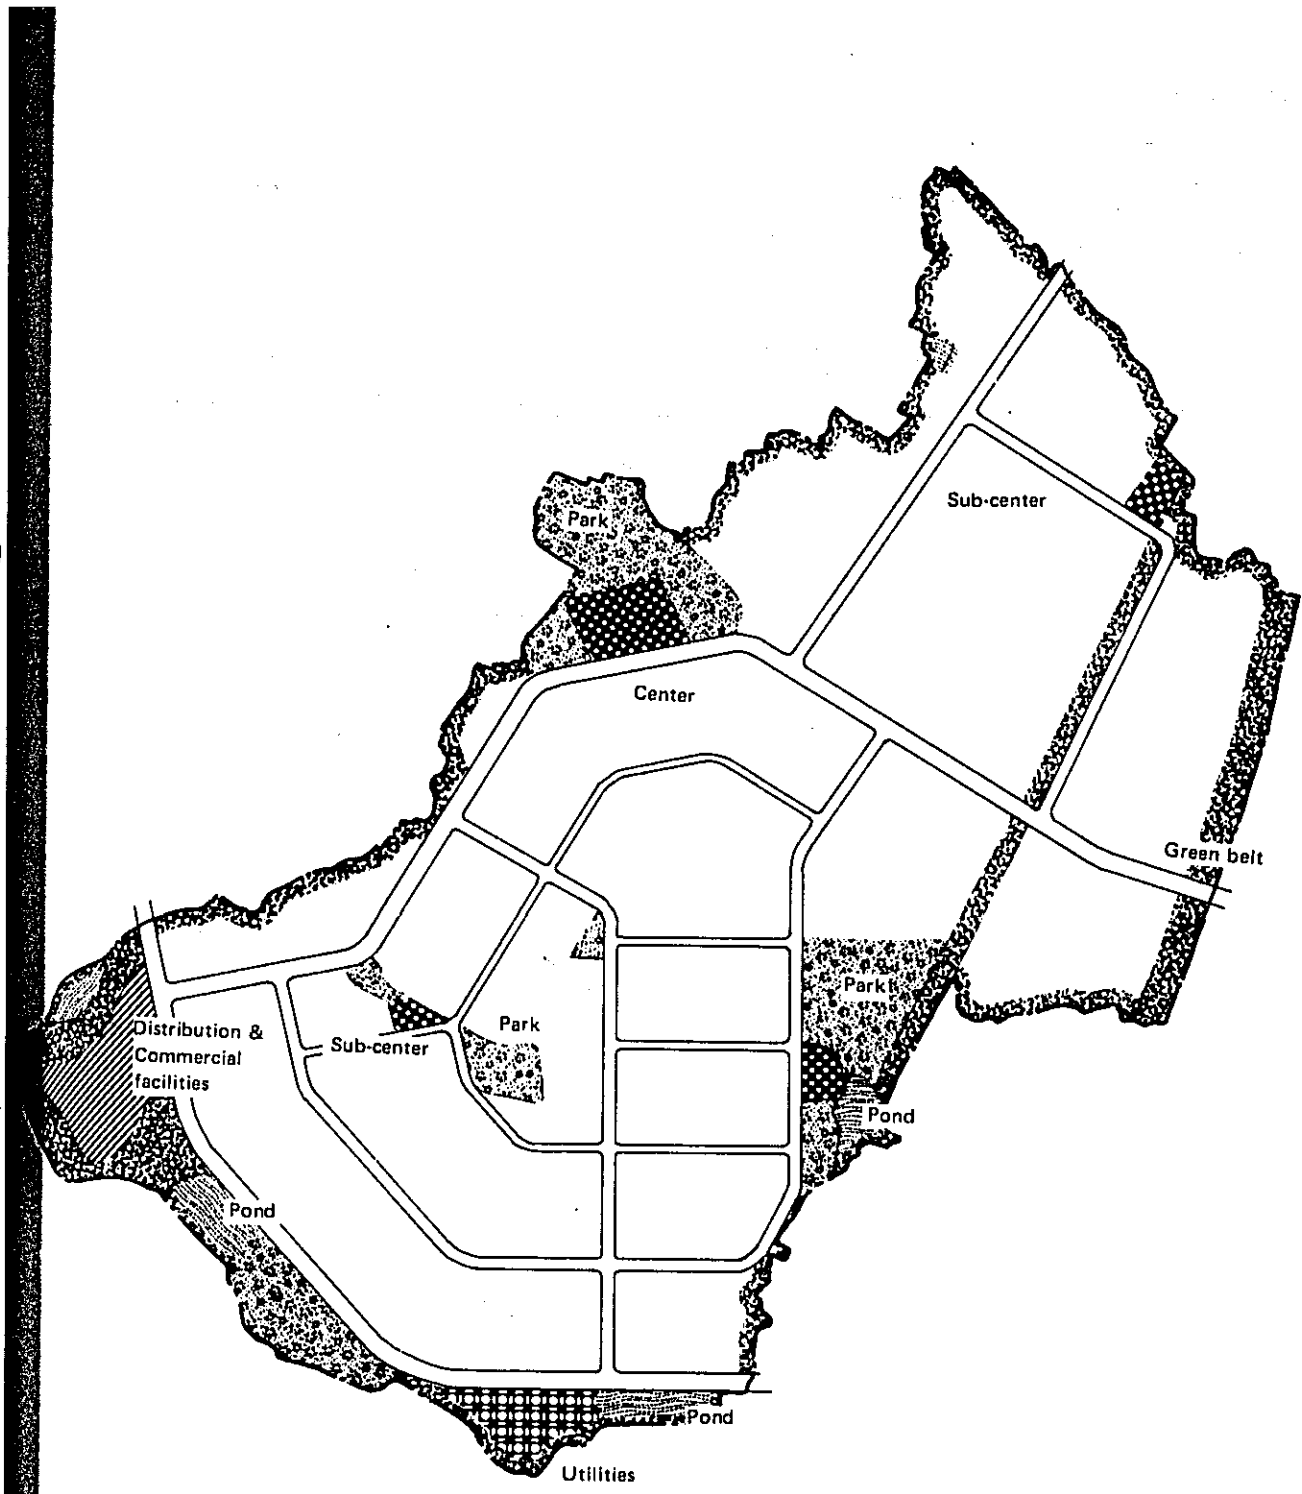 Sub-center
Park
Center
Green belt
Park
Park
Distribution &
Commercial
facilities
Sub-center
Pond
Pond
Pond
Utilities